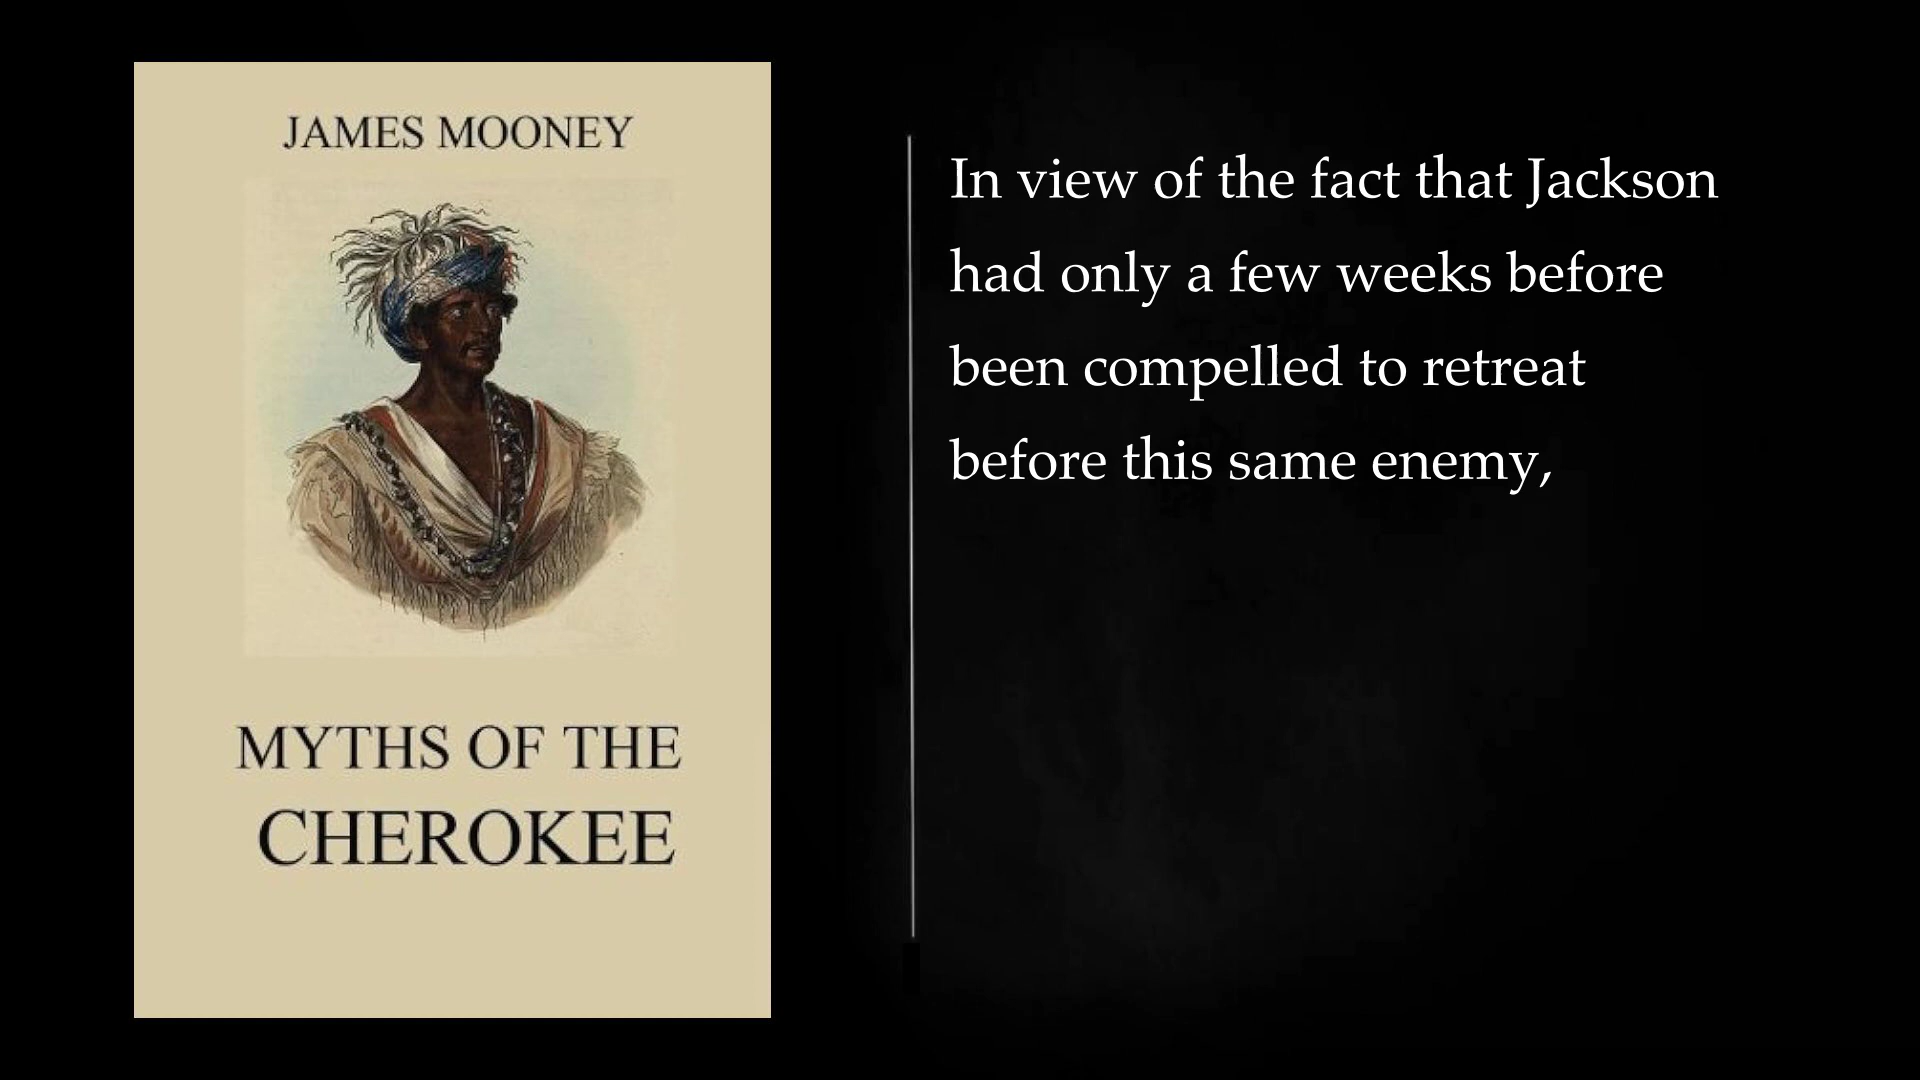 JAMES MOONEY
MYTHS OF THE
CHEROKEE
In view of the fact that Jackson
had only a few weeks before
been compelled to retreat
before this same enemy,